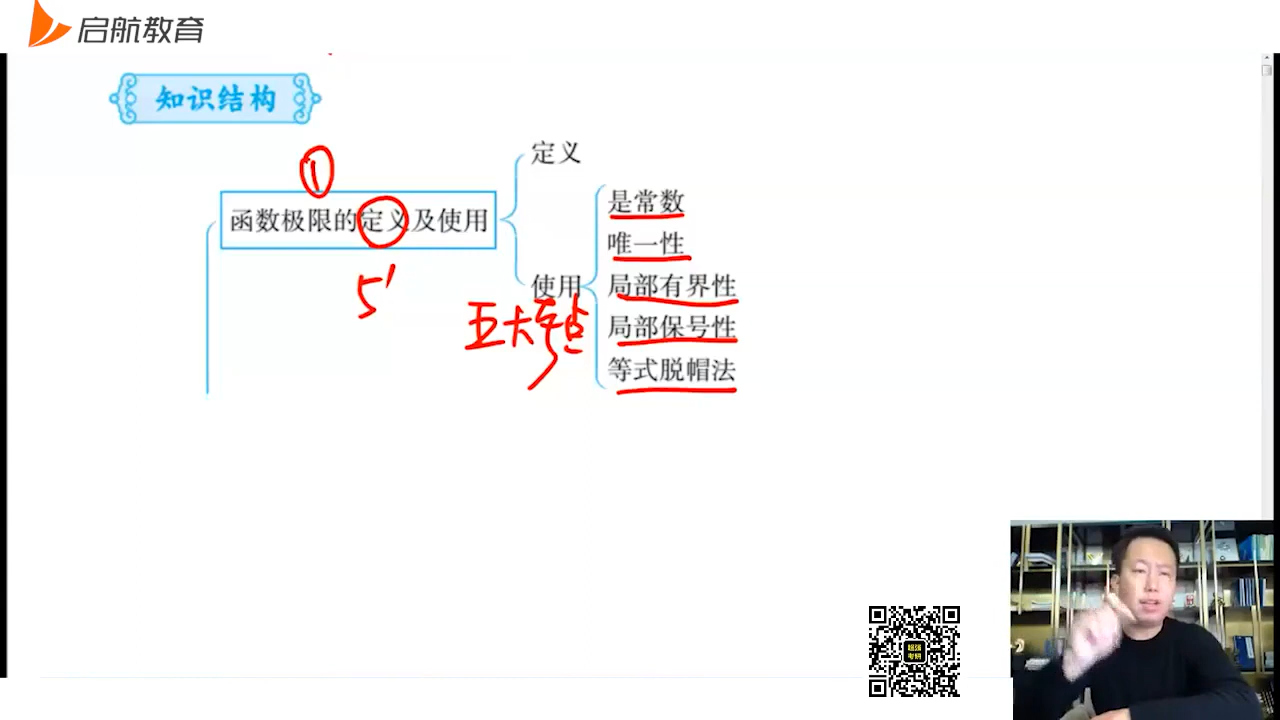 启航教育
知识结构
①
定义
函数极限的定义及使用
是常数
唯一性
5'
使用
局部有界性
五大考点
局部保号性
等式脱帽法